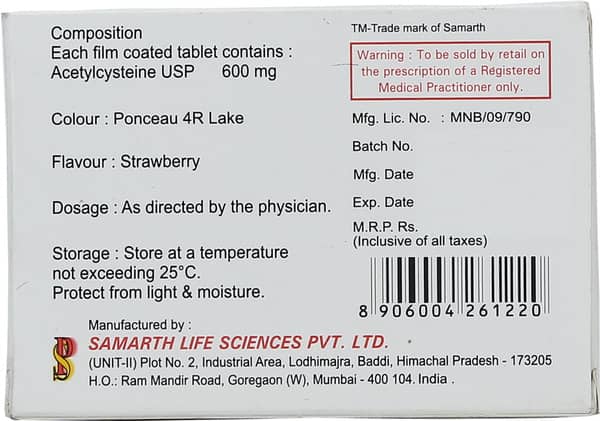 Composition
Each film coated tablet contains :
Acetylcysteine USP 600 mg
Colour : Ponceau 4R Lake
Flavour : Strawberry
Dosage : As directed by the physician.
Storage : Store at a temperature
not exceeding 25°C.
Protect from light & moisture.
TM-Trade mark of Samarth
Warning : To be sold by retail on
the prescription of a Registered
Medical Practitioner only.
Mfg. Lic. No. : MNB/09/790
Batch No.
Mfg. Date
Exp. Date
M.R.P. Rs.
(Inclusive of all taxes)
8 906004 261220
Manufactured by :
SAMARTH LIFE SCIENCES PVT. LTD.
(UNIT-II) Plot No. 2, Industrial Area, Lodhimajra, Baddi, Himachal Pradesh - 173205
H.O.: Ram Mandir Road, Goregaon (W), Mumbai - 400 104. India .